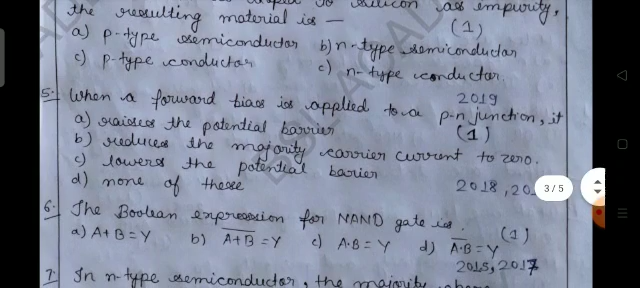 the resulting material is — (1)
a) p-type semiconductor b) n-type semiconductor
c) p-type conductor c) n-type conductor.
2019
5. When a forward bias is applied to a p-n junction, it
a) raises the potential barrier (1)
b) reduces the majority carrier current to zero.
c) lowers the potential barier
d) none of these 2018, 20
3/5
6. The Boolean expression for NAND gate is. (1)
a) A+B=Y b) \overline{A+B}=Y c) A·B=Y d) \overline{A·B}=Y
2015, 2017
7. In n-type semiconductor, the majority